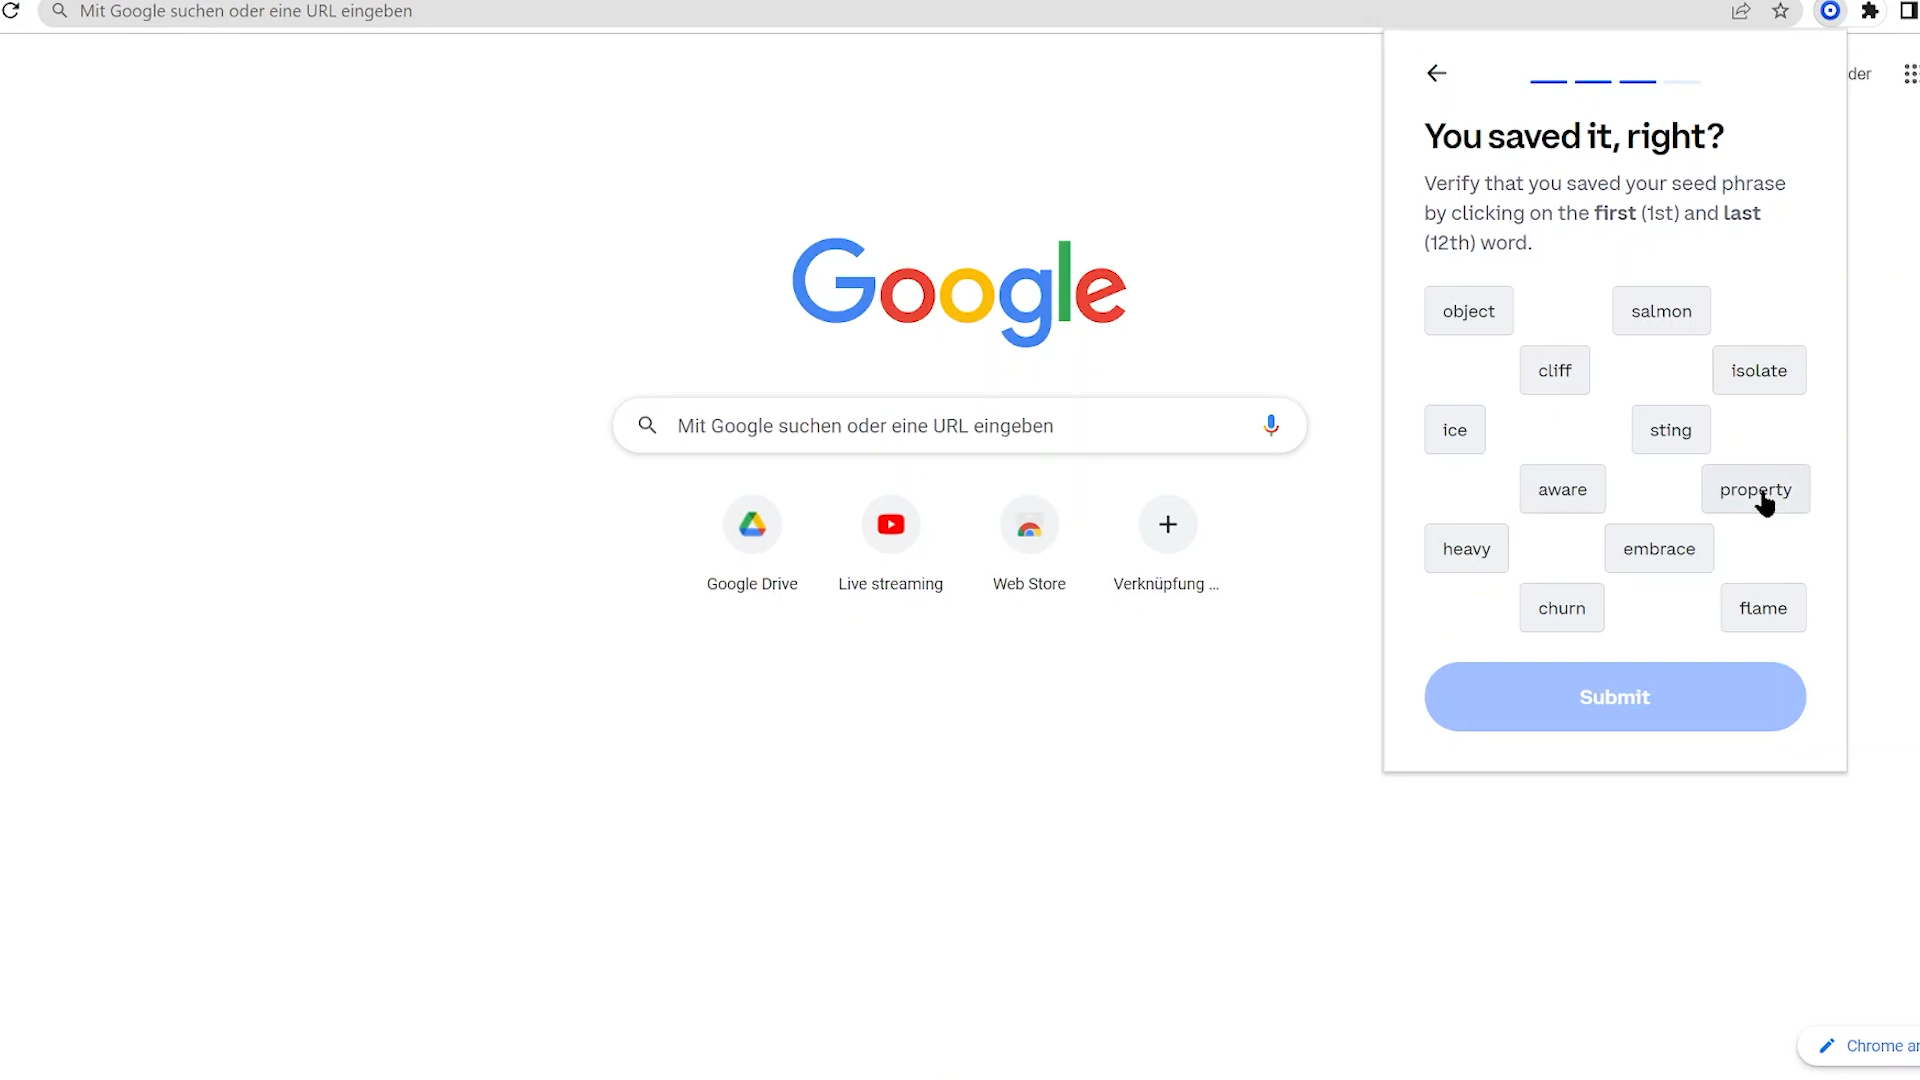 Mit Google suchen oder eine URL eingeben
der
You saved it, right?
Verify that you saved your seed phrase
by clicking on the first (1st) and last
(12th) word.
object salmon
cliff isolate
ice sting
aware property
heavy embrace
churn flame
Submit
Google
Mit Google suchen oder eine URL eingeben
Google Drive Live streaming Web Store Verknüpfung ...
Chrome an